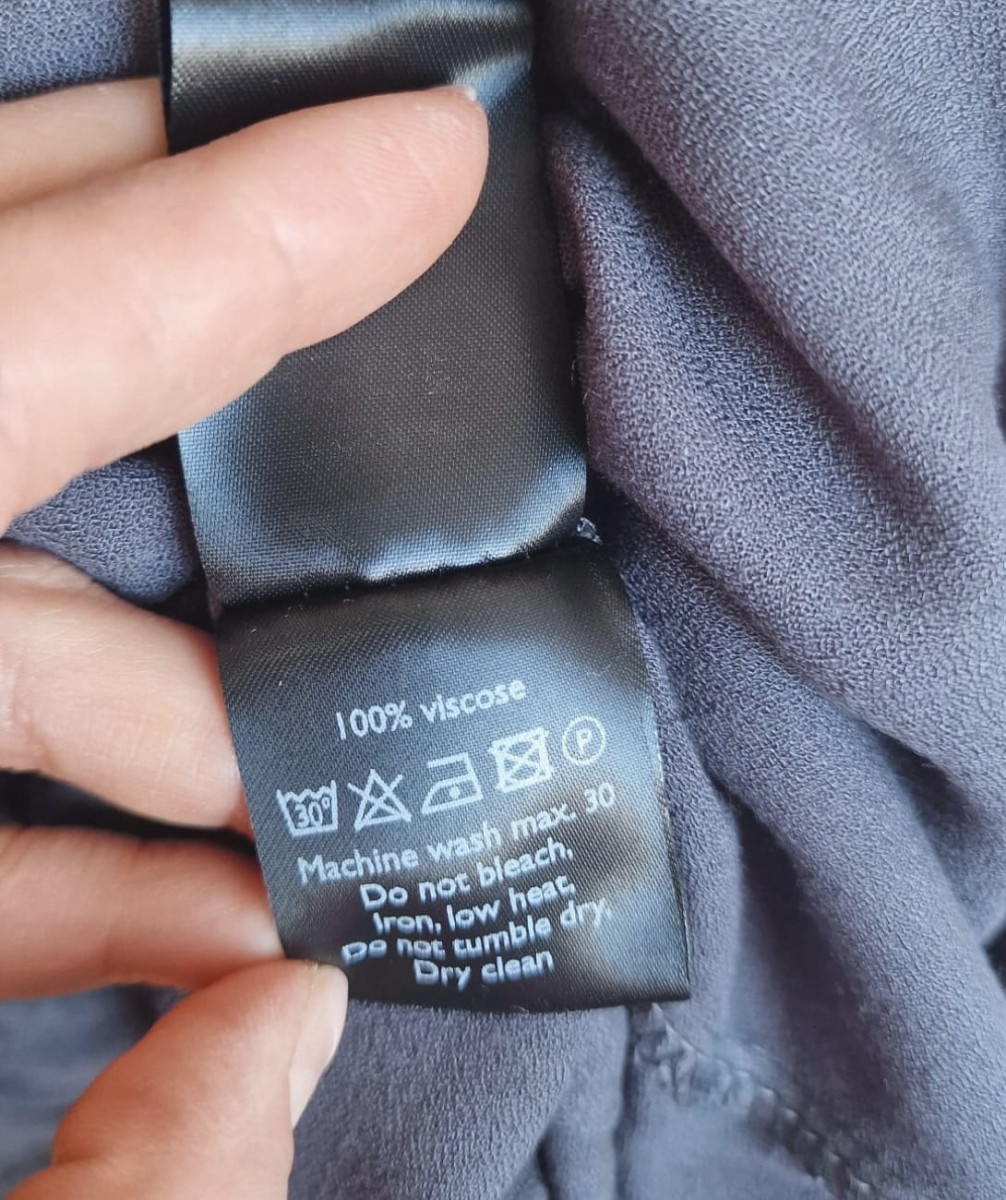 100% viscose
30° P
Machine wash max. 30
Do not bleach,
Iron, low heat,
Do not tumble dry,
Dry clean